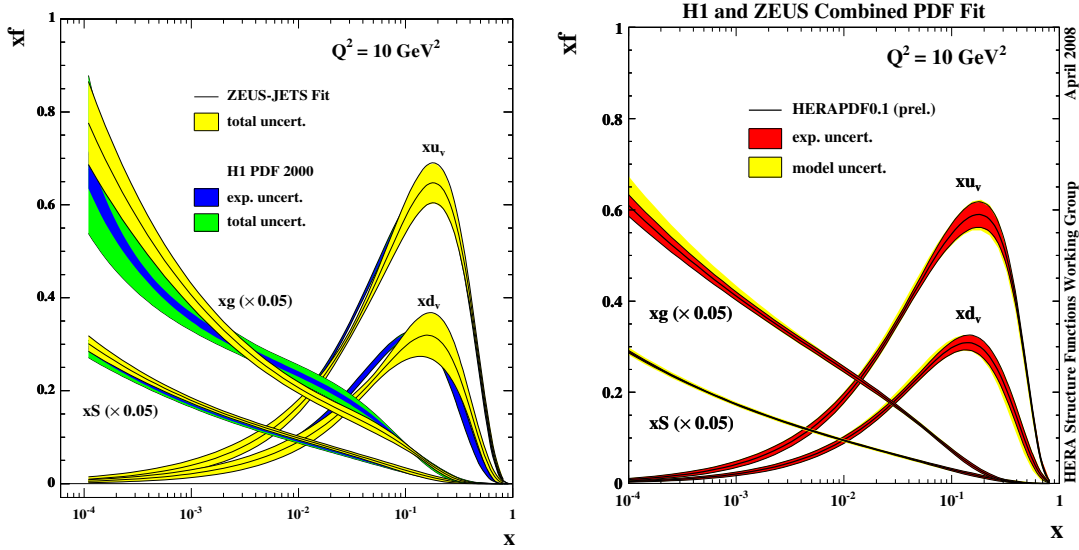 xf
1
0.8
0.6
0.4
0.2
0
Q² = 10 GeV²
ZEUS-JETS Fit
total uncert.
H1 PDF 2000
exp. uncert.
total uncert.
xuᵥ
xdᵥ
xg (× 0.05)
xS (× 0.05)
10⁻⁴ 10⁻³ 10⁻² 10⁻¹ 1
x
H1 and ZEUS Combined PDF Fit
xf
1
0.8
0.6
0.4
0.2
0
Q² = 10 GeV²
HERAPDF0.1 (prel.)
exp. uncert.
model uncert.
xuᵥ
xdᵥ
xg (× 0.05)
xS (× 0.05)
10⁻⁴ 10⁻³ 10⁻² 10⁻¹ 1
x
HERA Structure Functions Working Group April 2008